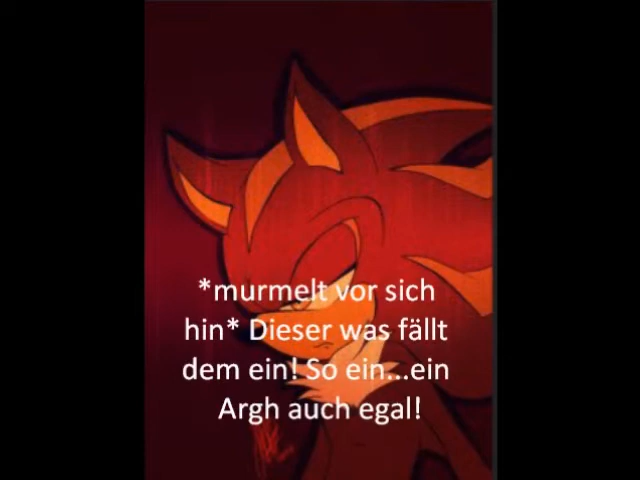 *murmelt vor sich
hin* Dieser was fällt
dem ein! So ein...ein
Argh auch egal!